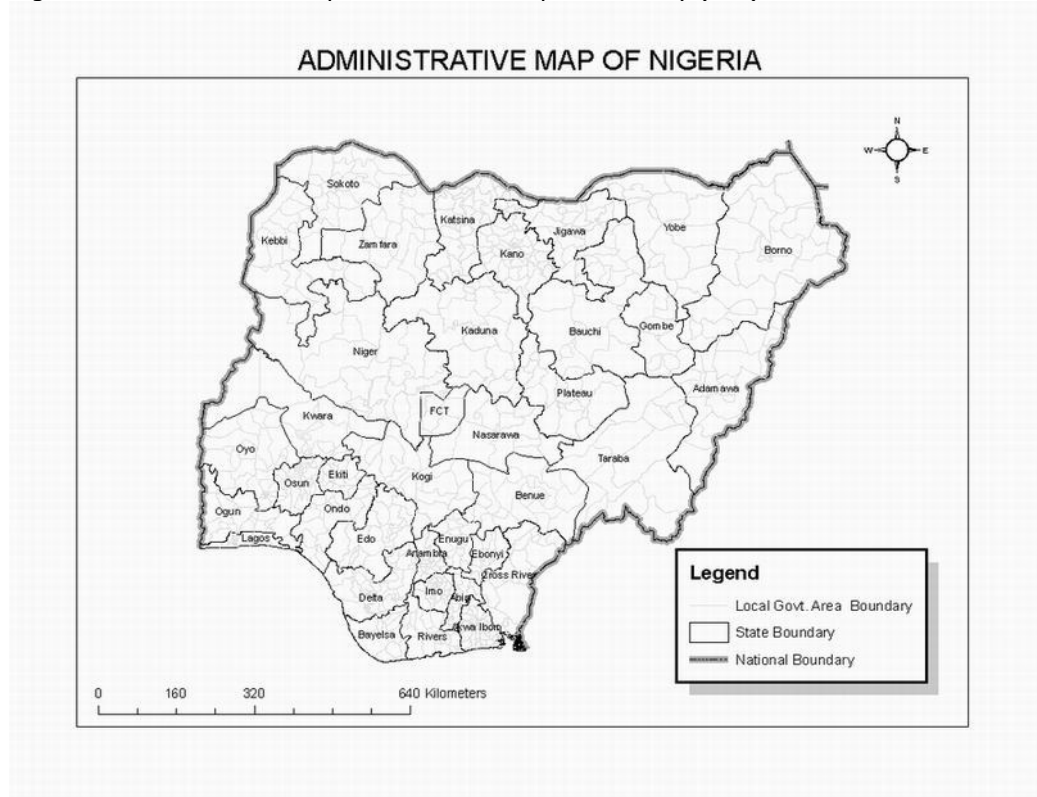 ADMINISTRATIVE MAP OF NIGERIA
N
W E
S
Sokoto
Katsina
Jigawa
Yobe
Kebbi
Zamfara
Kano
Borno
Kaduna
Bauchi
Gombe
Niger
Adamawa
Plateau
FCT
Kwara
Nasarawa
Oyo
Taraba
Osun
Ekiti
Kogi
Benue
Ogun
Ondo
Lagos
Edo
Enugu
Anambra
Ebonyi
Cross River
Delta
Imo
Abia
Bayelsa
Rivers
Akwa Ibom
Legend
Local Govt. Area Boundary
State Boundary
National Boundary
0 160 320 640 Kilometers